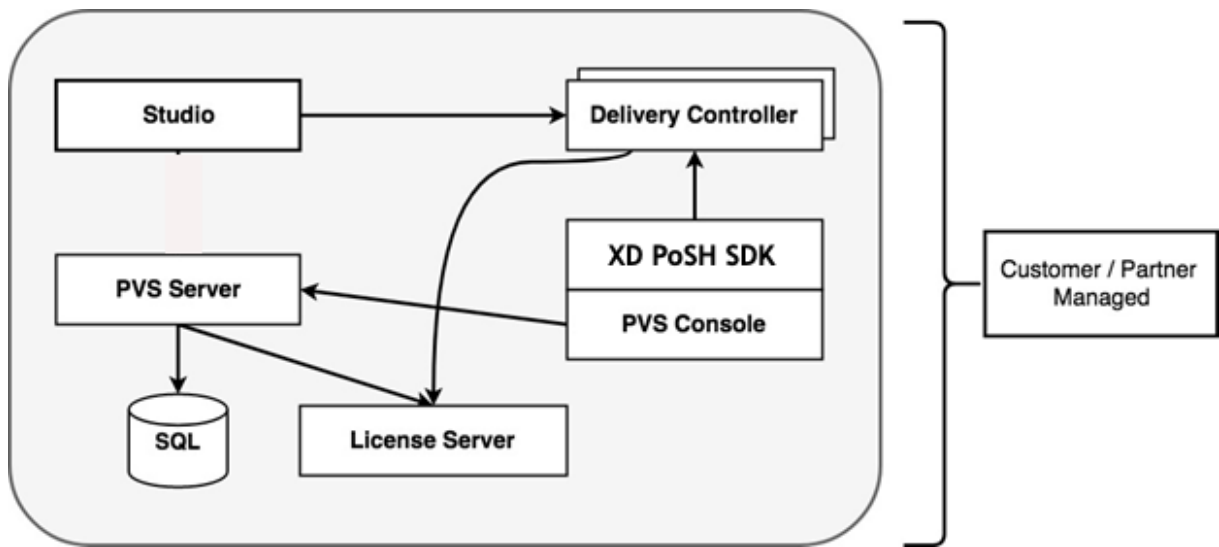 Studio
Delivery Controller
XD PoSH SDK
PVS Server
PVS Console
Customer / Partner
Managed
SQL
License Server